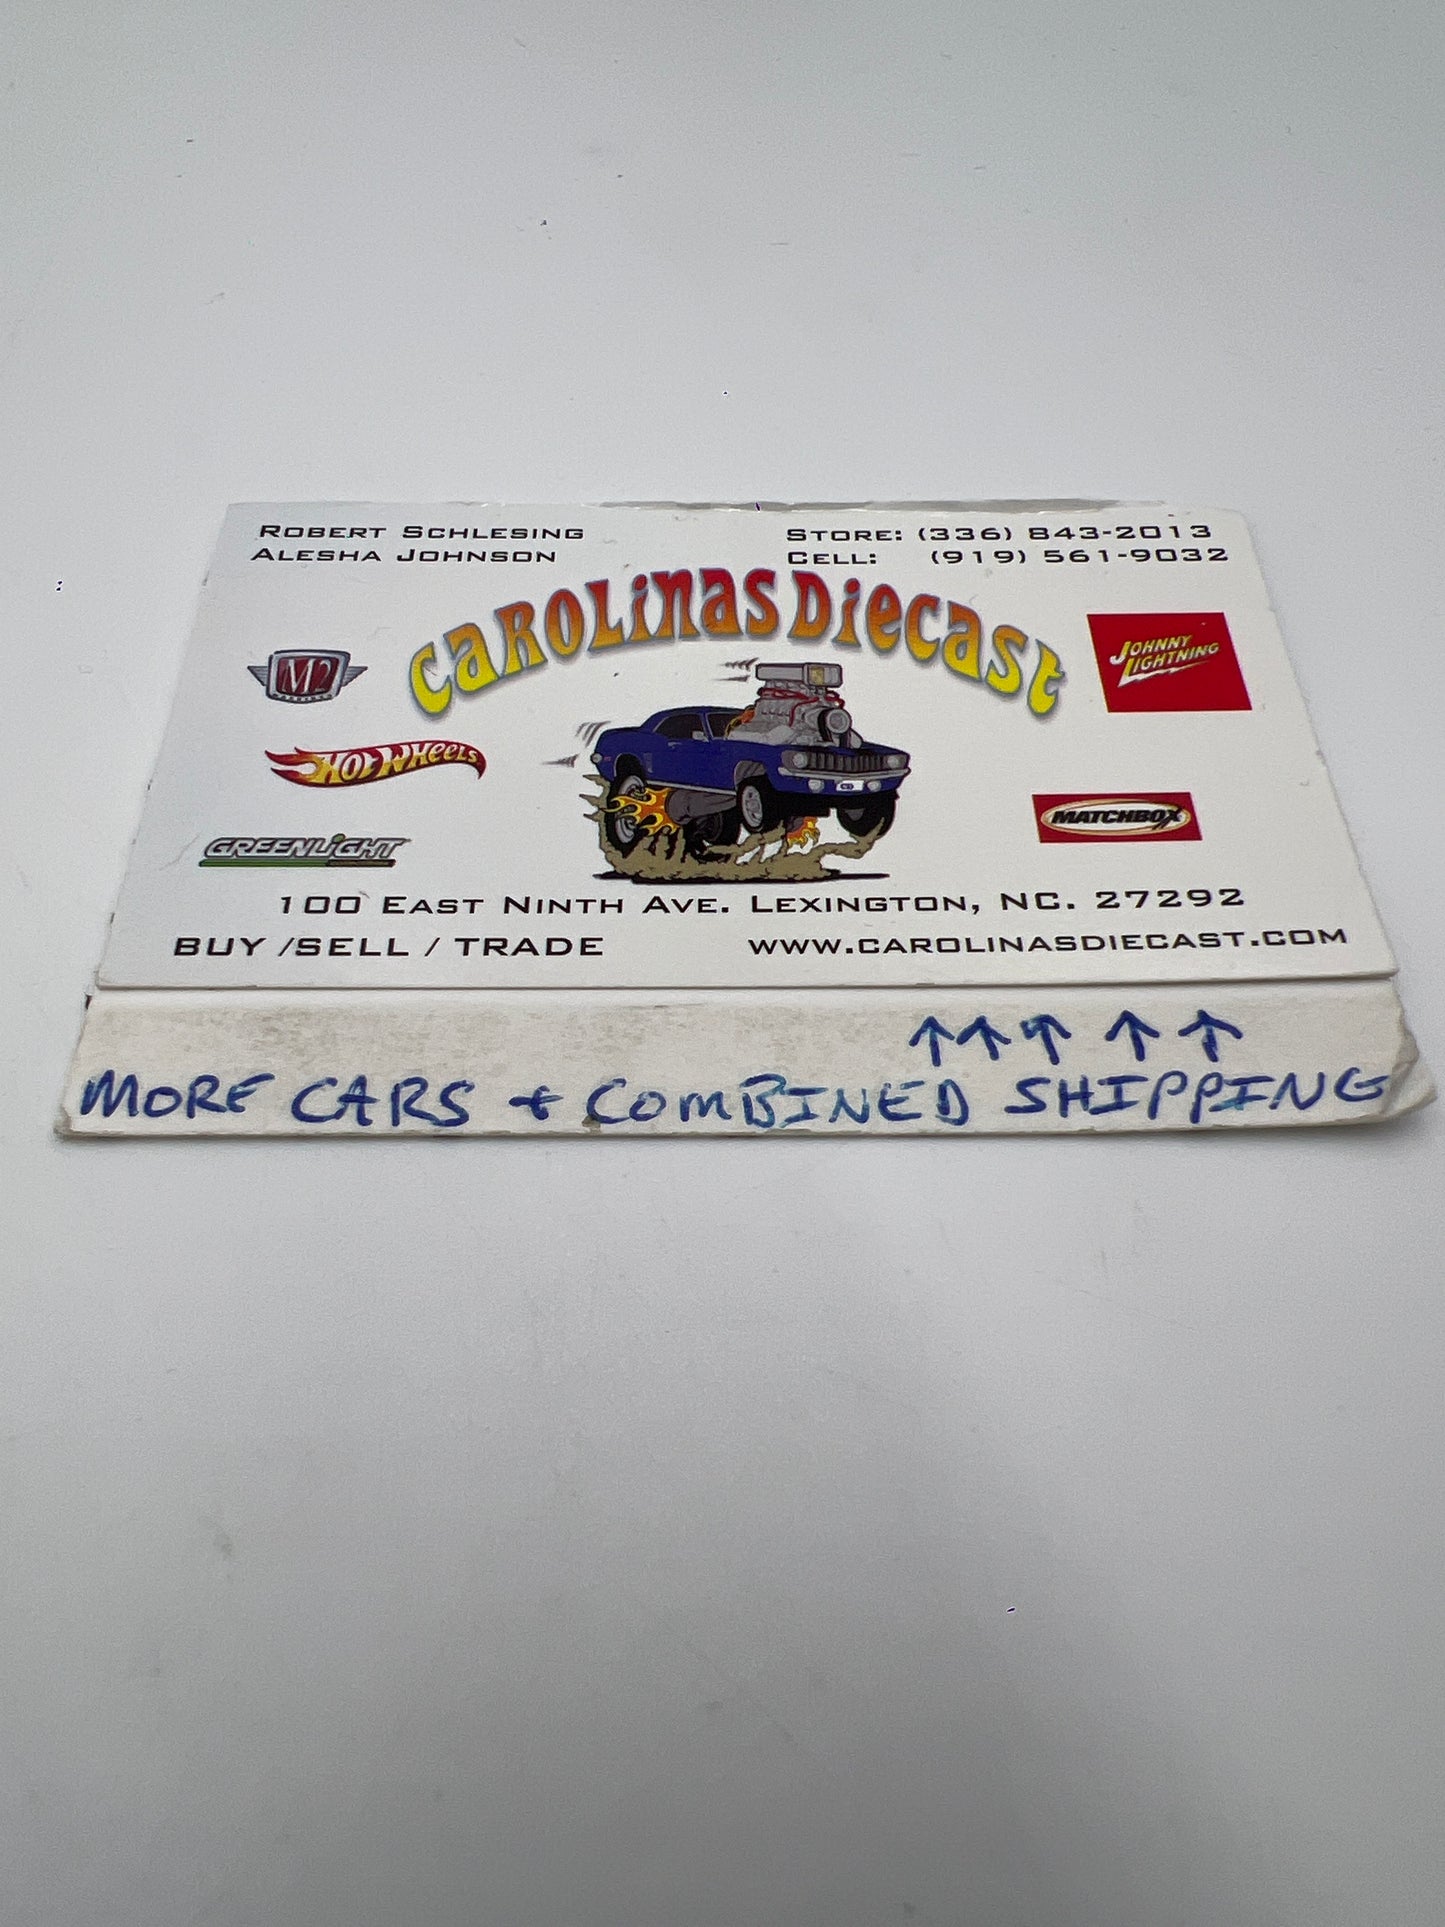 ROBERT SCHLESING
ALESHA JOHNSON
STORE: (336) 843-2013
CELL: (919) 561-9032
CAROLINAS DIECAST
M2
JOHNNY
LIGHTNING
HOT WHEELS
MATCHBOX
GREENLIGHT
100 EAST NINTH AVE. LEXINGTON, NC. 27292
BUY /SELL / TRADE
WWW.CAROLINASDIECAST.COM
↑ ↑ ↑ ↑ ↑
MORE CARS + COMBINED SHIPPING